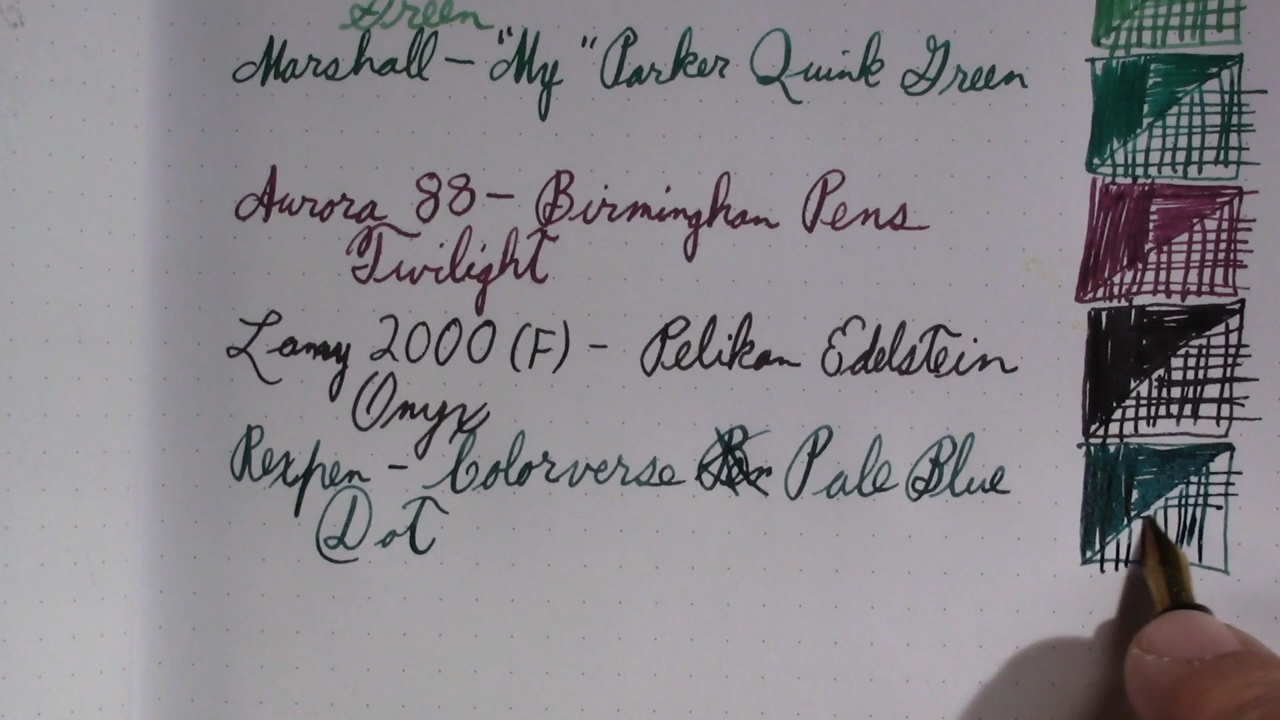 Green
Marshall - "My" Parker Quink Green
Aurora 88 - Birmingham Pens
Twilight
Lamy 2000 (F) - Pelikan Edelstein
Onyx
Rexpen - Colorverse Pale Blue
Dot